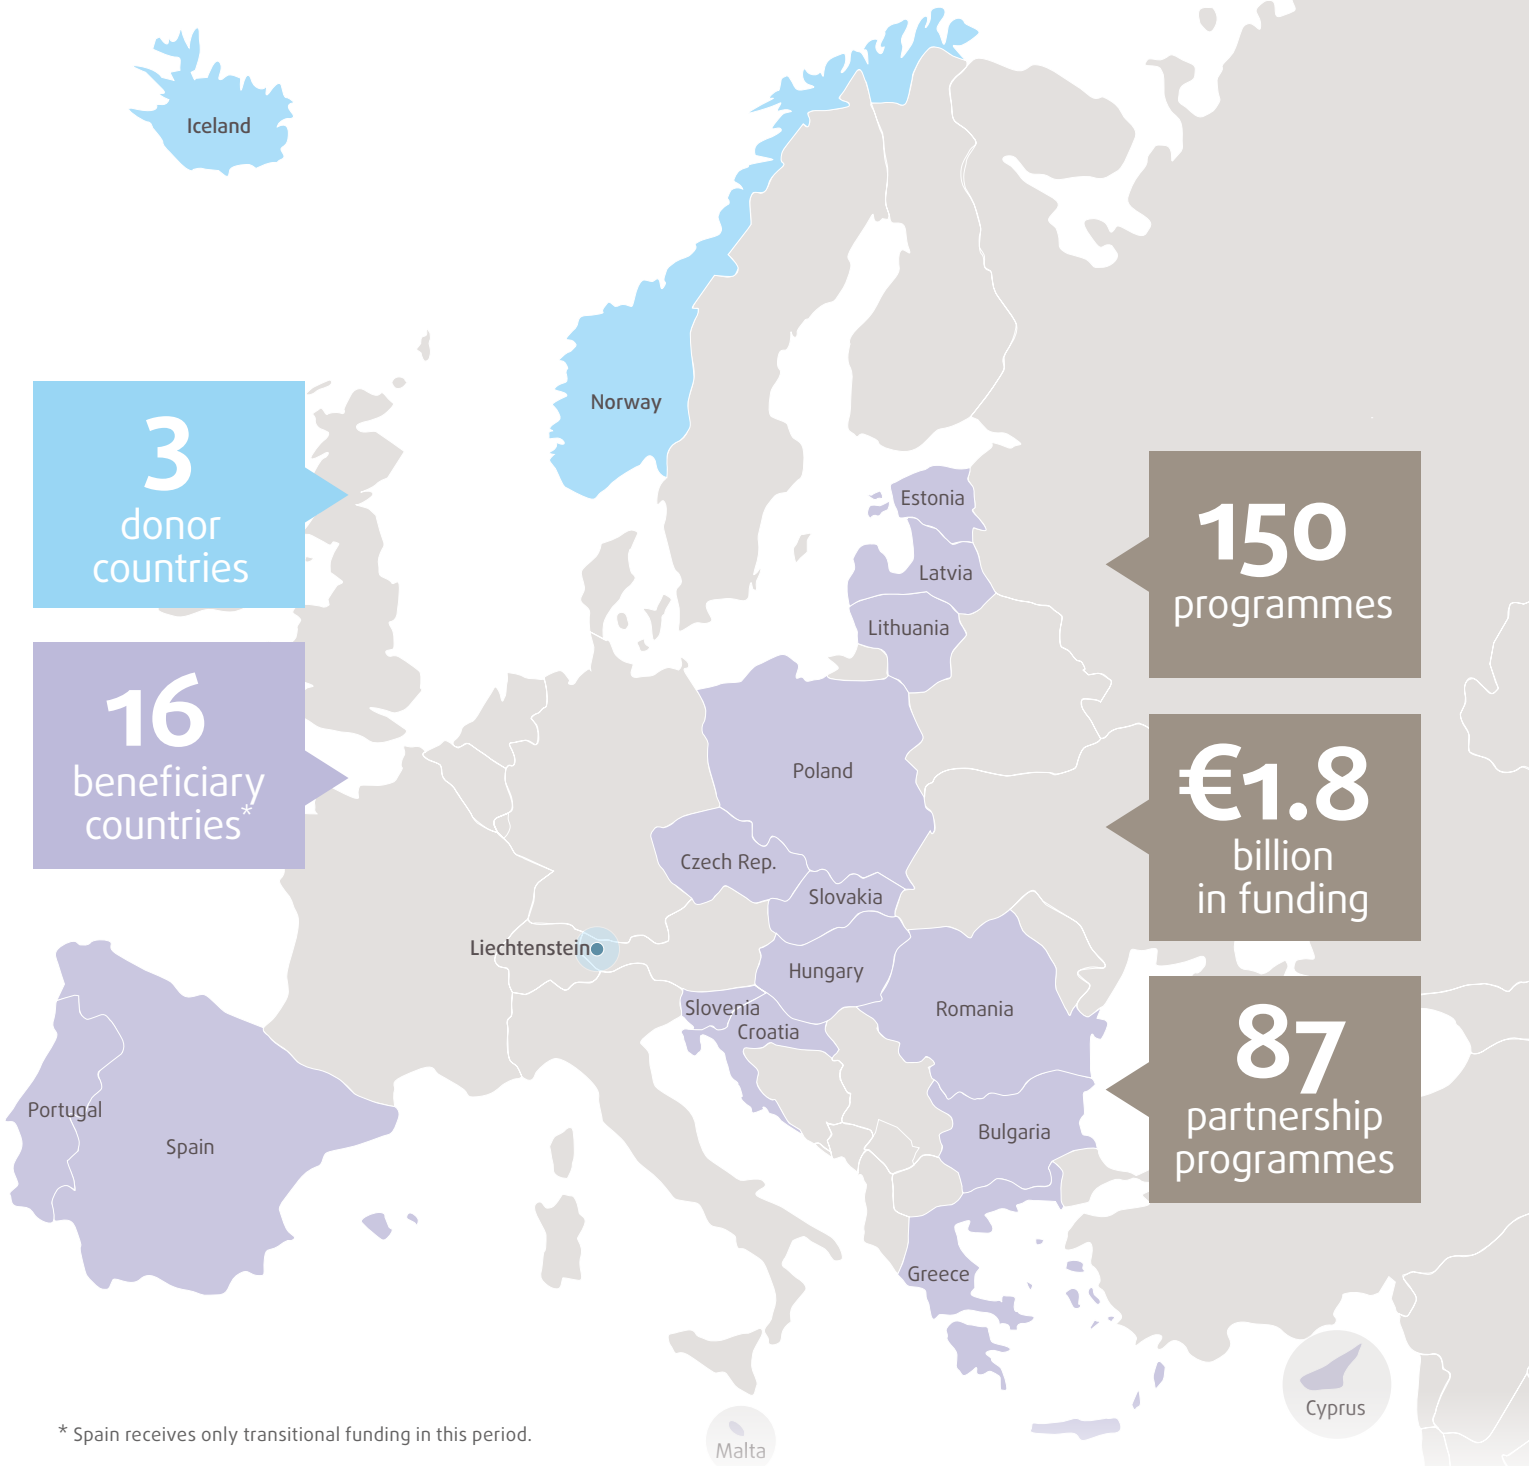 Iceland
Norway
3
donor
countries
Estonia
150
programmes
Latvia
Lithuania
16
beneficiary
countries*
Poland
€1.8
billion
in funding
Czech Rep.
Slovakia
Liechtenstein
Hungary
Slovenia
Romania
Croatia
87
partnership
programmes
Portugal
Spain
Bulgaria
Greece
Cyprus
* Spain receives only transitional funding in this period.
Malta